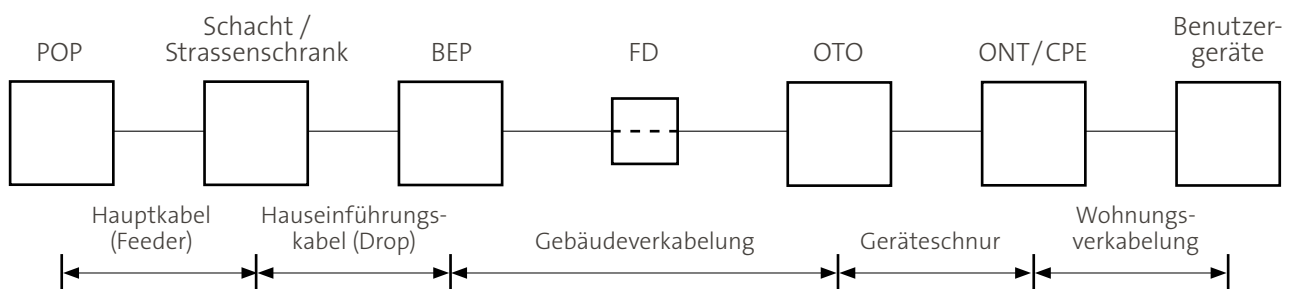 POP
Schacht /
Strassenschrank
BEP
FD
OTO
ONT/CPE
Benutzer-
geräte
Hauptkabel
(Feeder)
Hauseinführungs-
kabel (Drop)
Gebäudeverkabelung
Geräteschnur
Wohnungs-
verkabelung